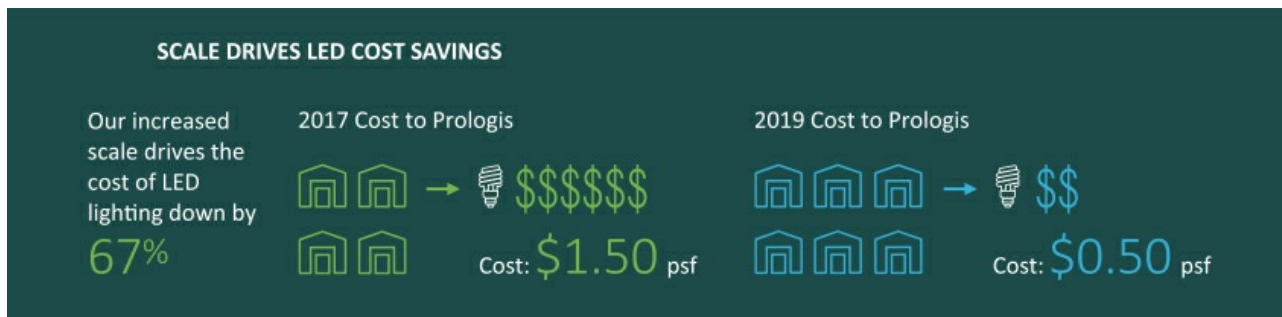 SCALE DRIVES LED COST SAVINGS
Our increased
scale drives the
cost of LED
lighting down by
67%
2017 Cost to Prologis
$$$$$$
Cost: $1.50 psf
2019 Cost to Prologis
$$
Cost: $0.50 psf